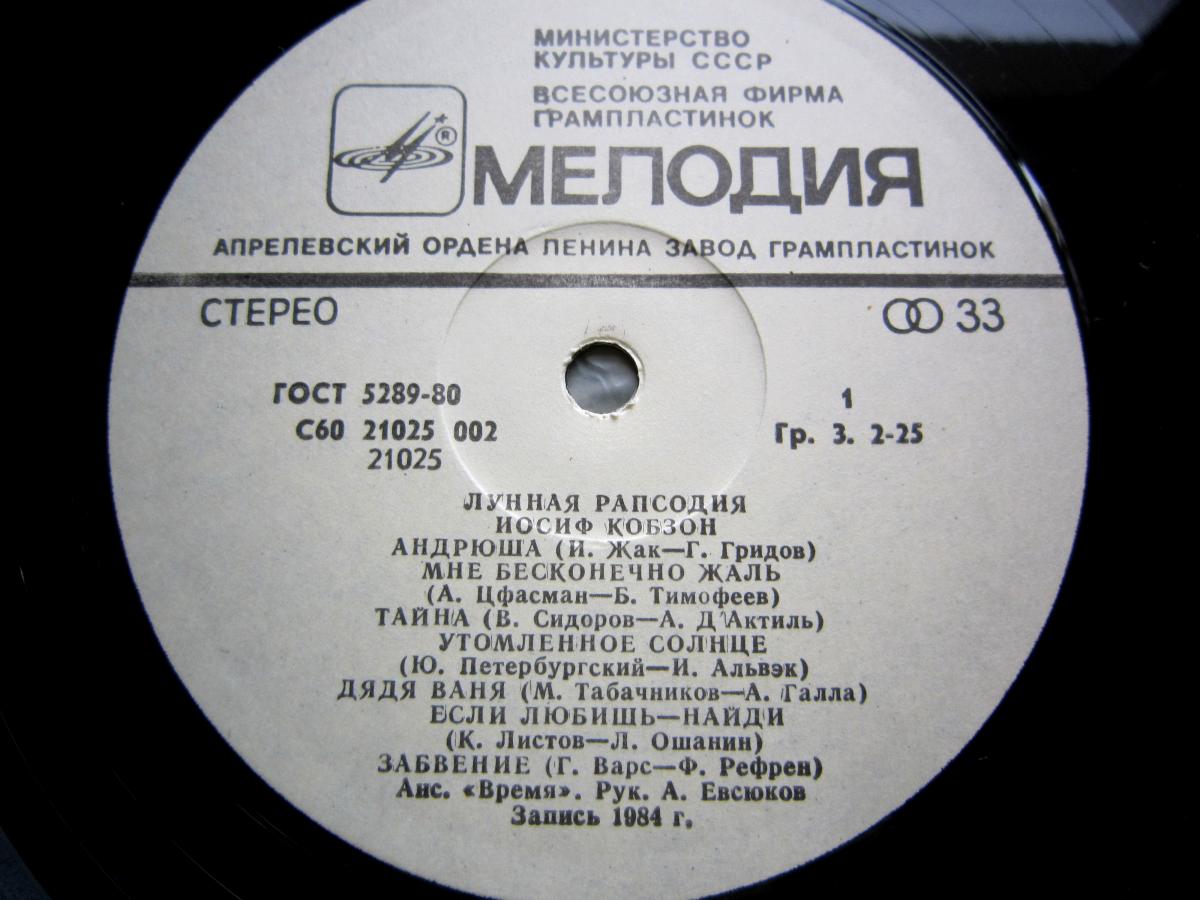 МИНИСТЕРСТВО
КУЛЬТУРЫ СССР
ВСЕСОЮЗНАЯ ФИРМА
ГРАМПЛАСТИНОК
®
МЕЛОДИЯ
АПРЕЛЕВСКИЙ ОРДЕНА ЛЕНИНА ЗАВОД ГРАМПЛАСТИНОК
СТЕРЕО 33
ГОСТ 5289-80 1
С60 21025 002 Гр. 3. 2-25
21025
ЛУННАЯ РАПСОДИЯ
ИОСИФ КОБЗОН
АНДРЮША (И. Жак—Г. Гридов)
МНЕ БЕСКОНЕЧНО ЖАЛЬ
(А. Цфасман—Б. Тимофеев)
ТАЙНА (В. Сидоров—А. Д'Актиль)
УТОМЛЕННОЕ СОЛНЦЕ
(Ю. Петербургский—И. Альвэк)
ДЯДЯ ВАНЯ (М. Табачников—А. Галла)
ЕСЛИ ЛЮБИШЬ—НАЙДИ
(К. Листов—Л. Ошанин)
ЗАБВЕНИЕ (Г. Варс—Ф. Рефрен)
Анс. «Время». Рук. А. Евсюков
Запись 1984 г.